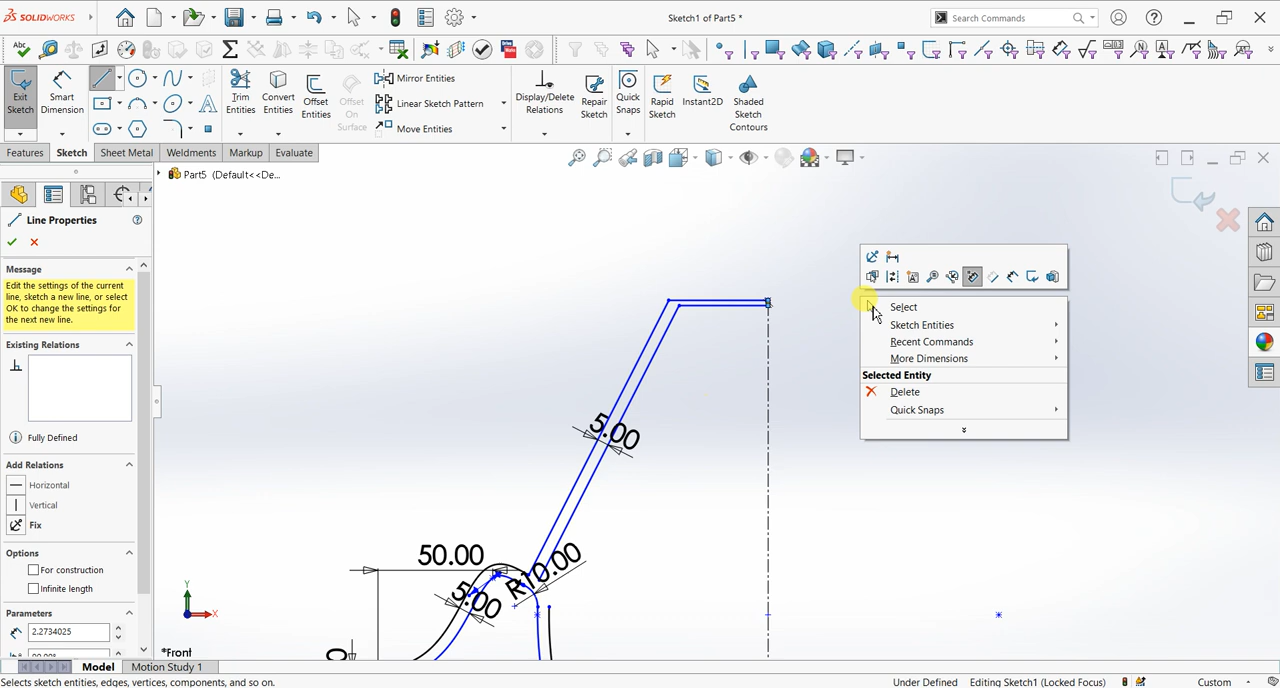 SOLIDWORKS
Sketch1 of Part5 *
Search Commands
Exit Sketch
Smart Dimension
Trim Entities
Convert Entities
Offset Entities
Offset On Surface
Mirror Entities
Linear Sketch Pattern
Move Entities
Display/Delete Relations
Repair Sketch
Quick Snaps
Rapid Sketch
Instant2D
Shaded Sketch Contours
Features
Sketch
Sheet Metal
Weldments
Markup
Evaluate
Part5 (Default<<De...
Line Properties
Message
Edit the settings of the current
line, sketch a new line, or select
OK to change the settings for
the next new line.
Existing Relations
Fully Defined
Add Relations
Horizontal
Vertical
Fix
Options
For construction
Infinite length
Parameters
2.2734025
Select
Sketch Entities
Recent Commands
More Dimensions
Selected Entity
Delete
Quick Snaps
5.00
50.00
R10.00
5.00
Y
X
*Front
Model
Motion Study 1
Selects sketch entities, edges, vertices, components, and so on.
Under Defined
Editing Sketch1 (Locked Focus)
Custom